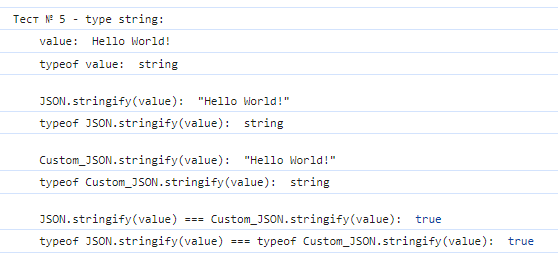 Тест № 5 - type string:
value:  Hello World!
typeof value:  string
JSON.stringify(value):  "Hello World!"
typeof JSON.stringify(value):  string
Custom_JSON.stringify(value):  "Hello World!"
typeof Custom_JSON.stringify(value):  string
JSON.stringify(value) === Custom_JSON.stringify(value):  true
typeof JSON.stringify(value) === typeof Custom_JSON.stringify(value):  true